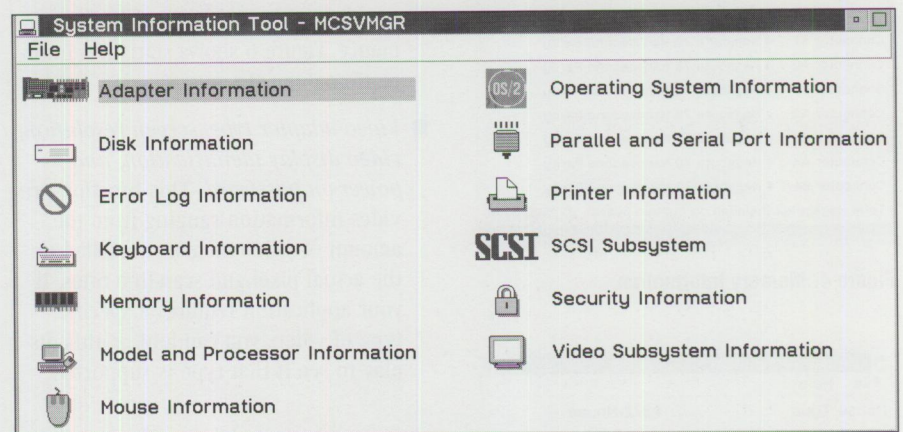 System Information Tool - MCSVMGR
File Help
Adapter Information
Disk Information
Error Log Information
Keyboard Information
Memory Information
Model and Processor Information
Mouse Information
OS/2 Operating System Information
Parallel and Serial Port Information
Printer Information
SCSI SCSI Subsystem
Security Information
Video Subsystem Information